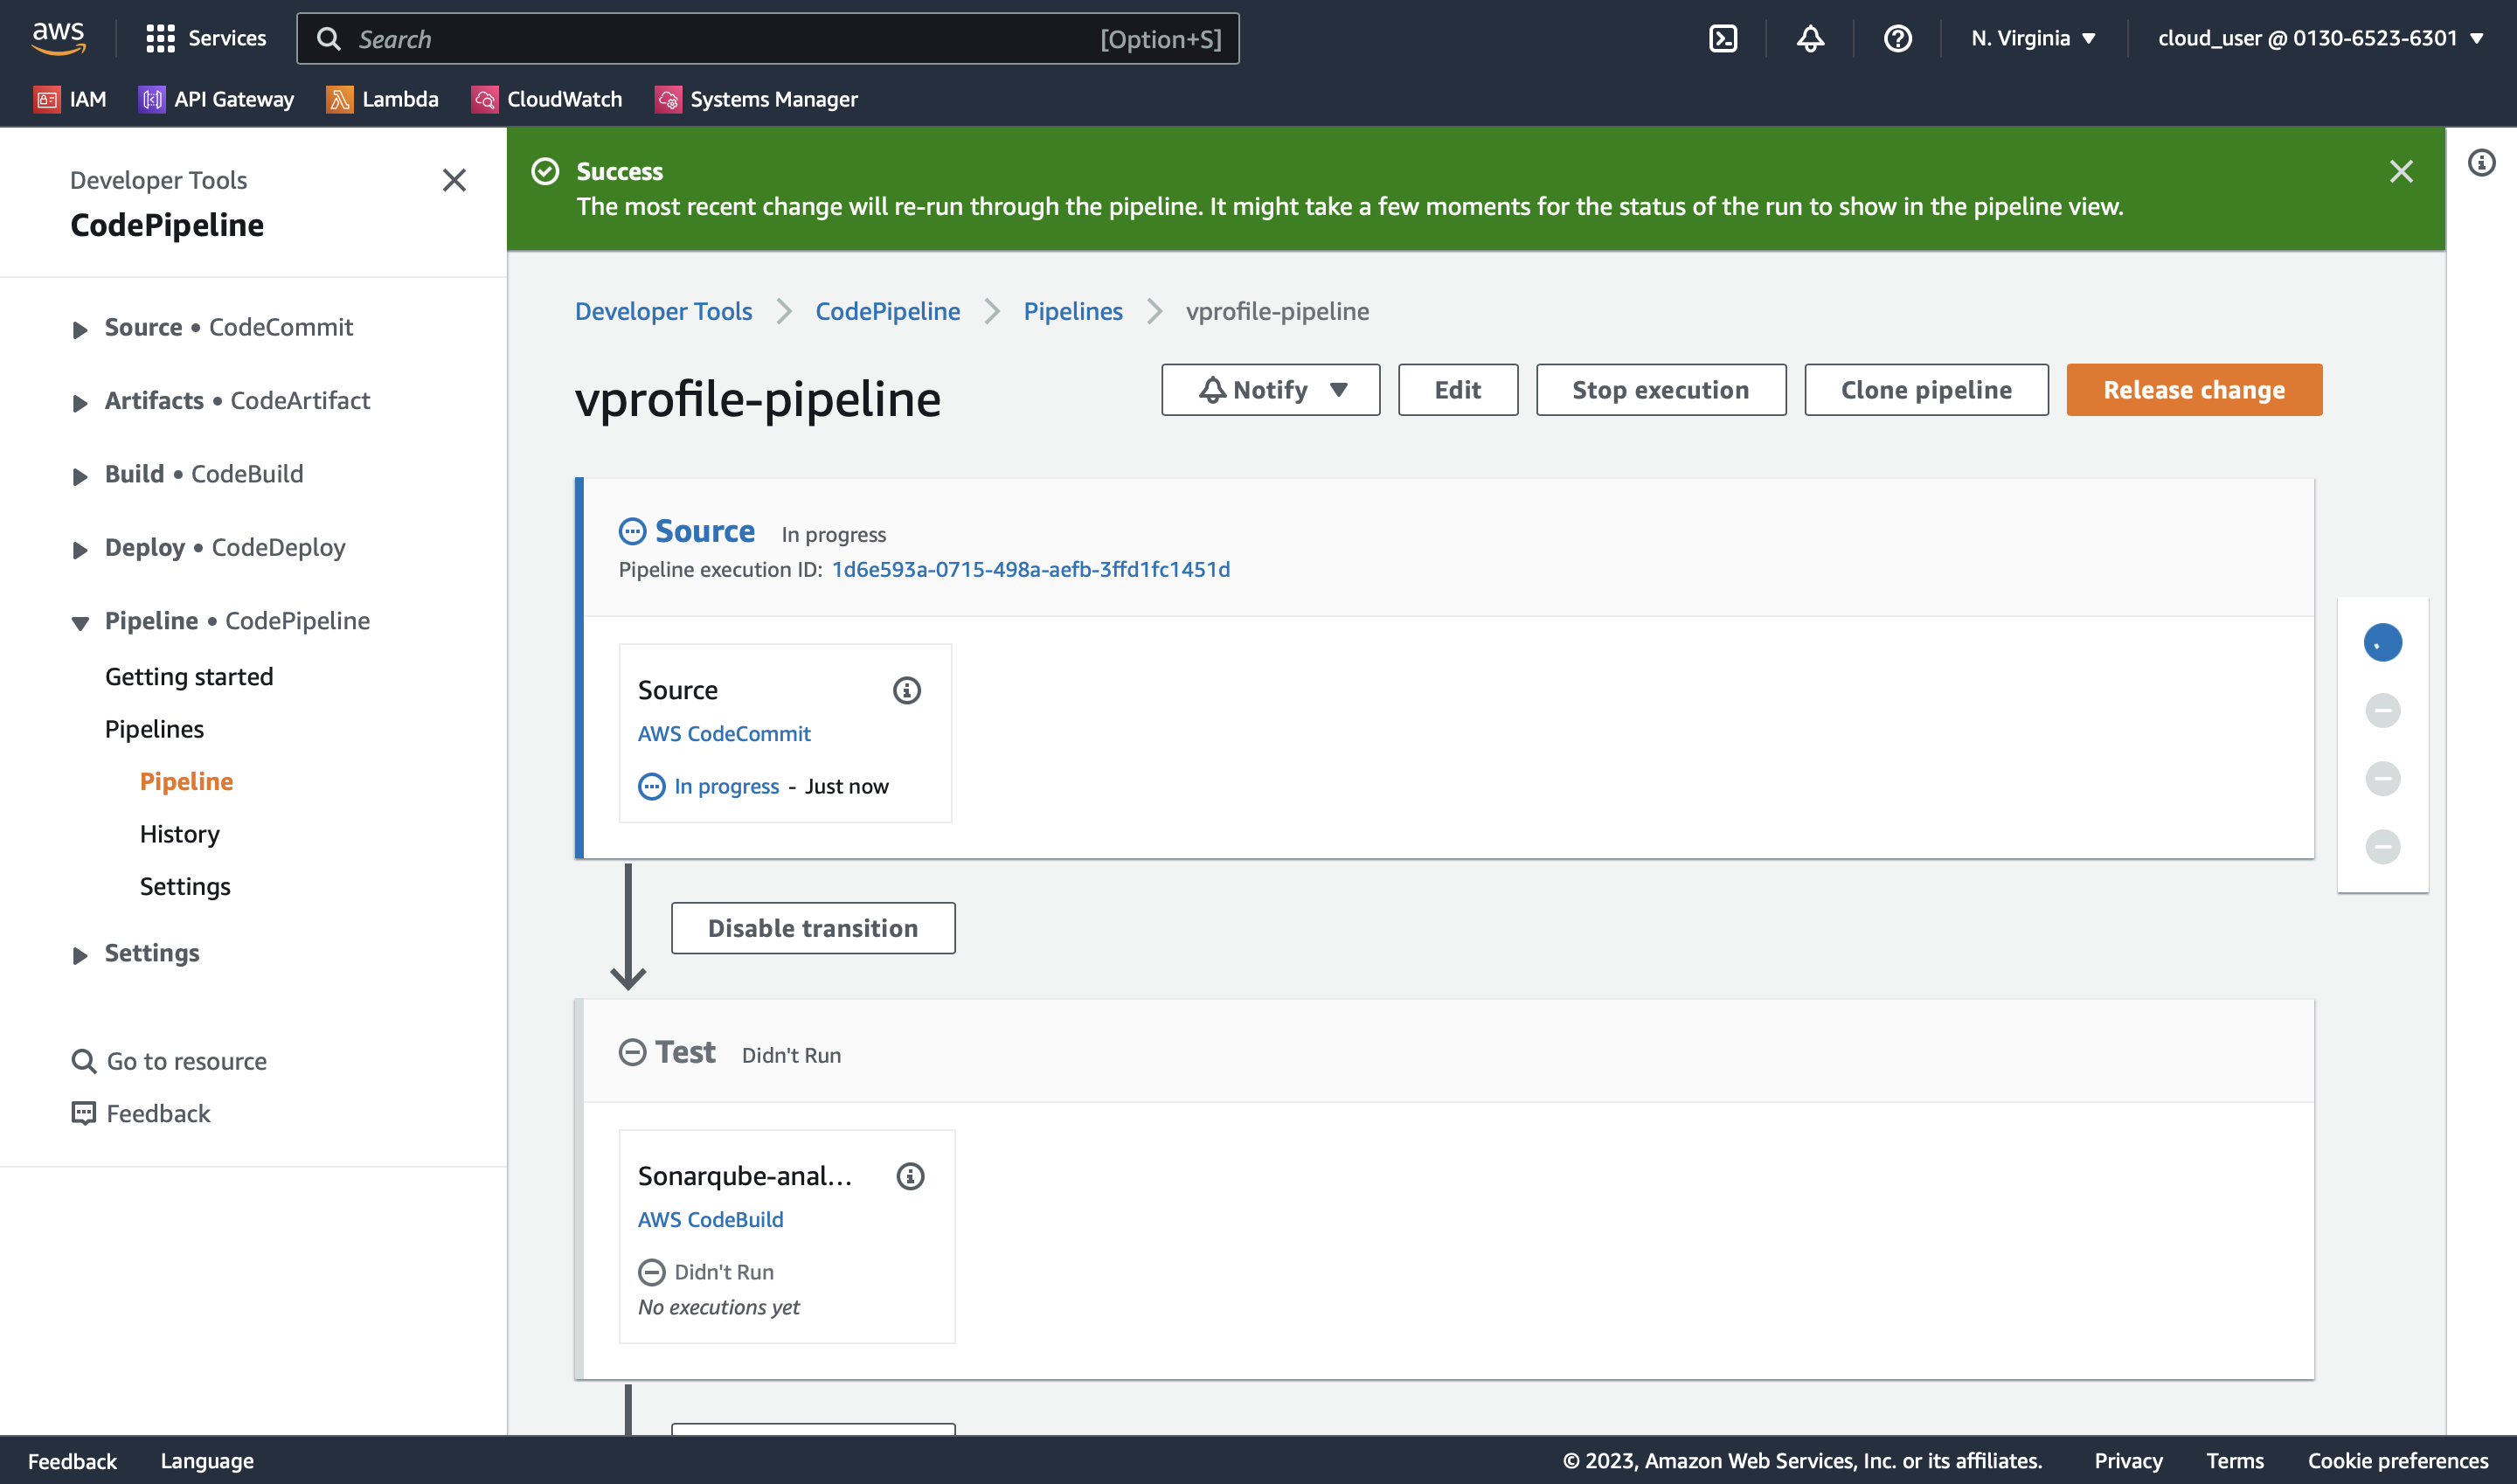 aws
Services
Search
[Option+S]
N. Virginia
cloud_user @ 0130-6523-6301
IAM
API Gateway
Lambda
CloudWatch
Systems Manager
Developer Tools
CodePipeline
Source • CodeCommit
Artifacts • CodeArtifact
Build • CodeBuild
Deploy • CodeDeploy
Pipeline • CodePipeline
Getting started
Pipelines
Pipeline
History
Settings
Settings
Go to resource
Feedback
Success
The most recent change will re-run through the pipeline. It might take a few moments for the status of the run to show in the pipeline view.
Developer Tools
CodePipeline
Pipelines
vprofile-pipeline
vprofile-pipeline
Notify
Edit
Stop execution
Clone pipeline
Release change
Source In progress
Pipeline execution ID: 1d6e593a-0715-498a-aefb-3ffd1fc1451d
Source
AWS CodeCommit
In progress - Just now
Disable transition
Test Didn't Run
Sonarqube-anal...
AWS CodeBuild
Didn't Run
No executions yet
Feedback
Language
© 2023, Amazon Web Services, Inc. or its affiliates.
Privacy
Terms
Cookie preferences